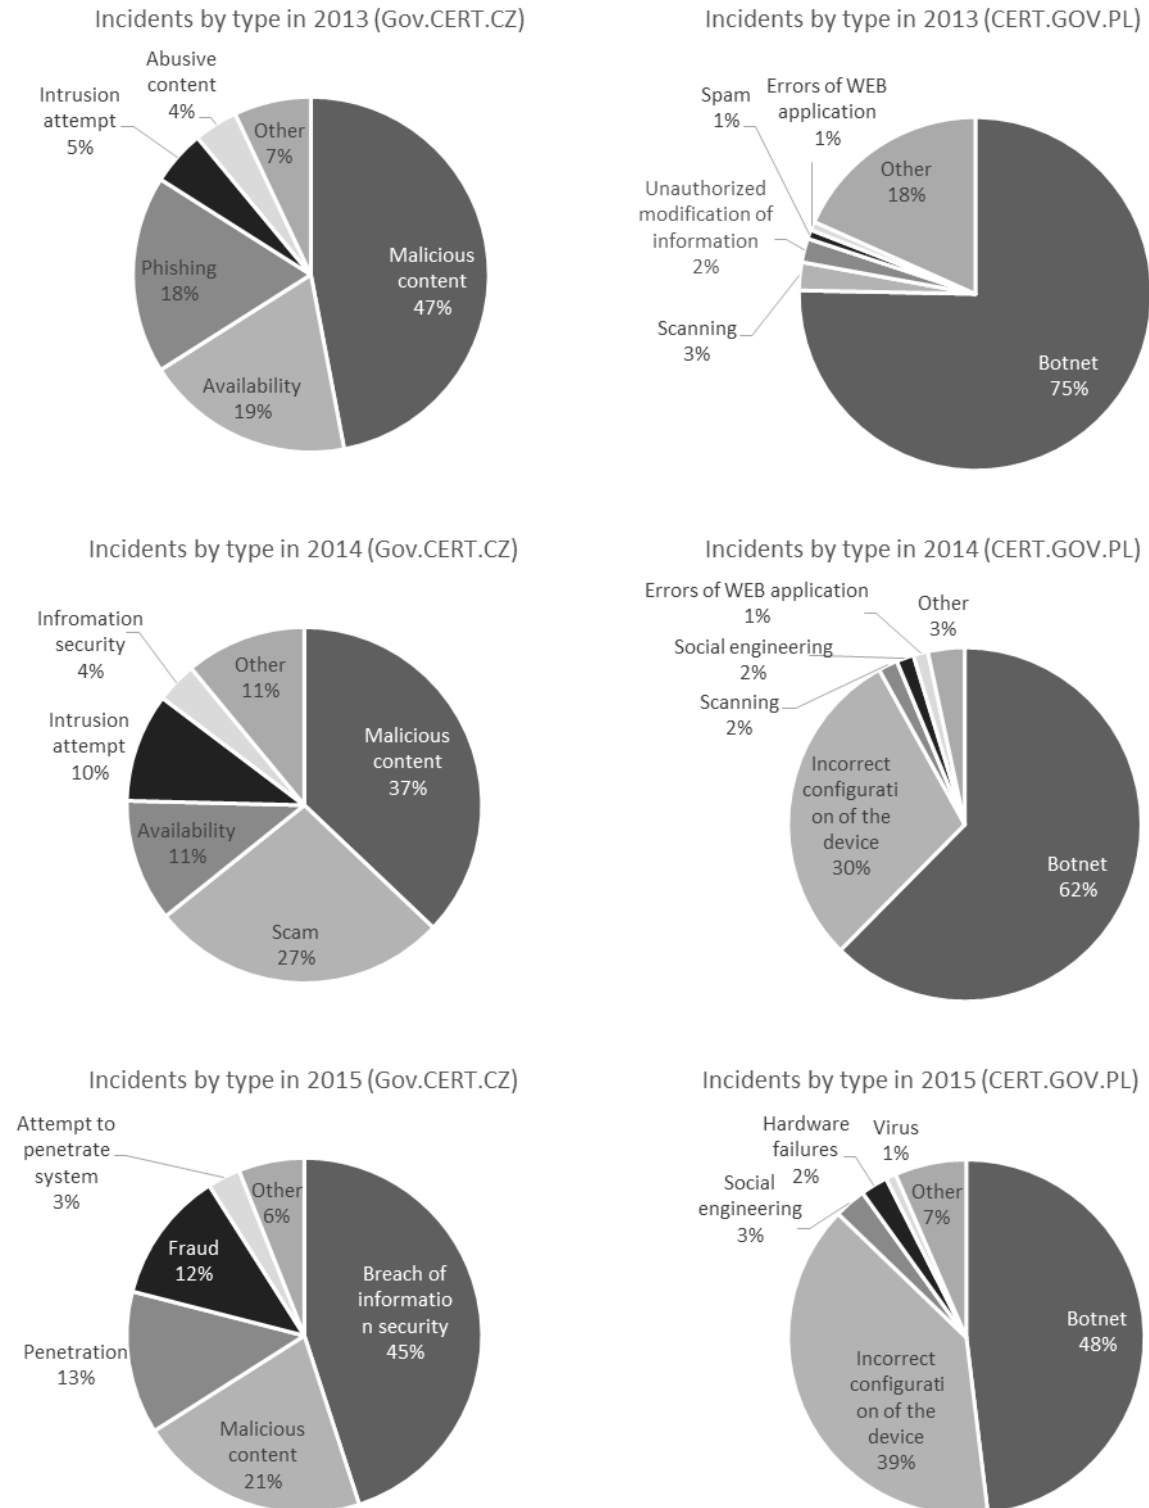 Incidents by type in 2013 (Gov.CERT.CZ)
Abusive
content
4%
Intrusion
attempt
5%
Other
7%
Malicious
content
47%
Phishing
18%
Availability
19%
Incidents by type in 2013 (CERT.GOV.PL)
Spam
1%
Errors of WEB
application
1%
Other
18%
Unauthorized
modification of
information
2%
Scanning
3%
Botnet
75%
Incidents by type in 2014 (Gov.CERT.CZ)
Infromation
security
4%
Other
11%
Intrusion
attempt
10%
Malicious
content
37%
Availability
11%
Scam
27%
Incidents by type in 2014 (CERT.GOV.PL)
Errors of WEB application
1%
Other
3%
Social engineering
2%
Scanning
2%
Incorrect
configurati
on of the
device
30%
Botnet
62%
Incidents by type in 2015 (Gov.CERT.CZ)
Attempt to
penetrate
system
3%
Other
6%
Fraud
12%
Breach of
informatio
n security
45%
Penetration
13%
Malicious
content
21%
Incidents by type in 2015 (CERT.GOV.PL)
Hardware
failures
2%
Virus
1%
Social
engineering
3%
Other
7%
Botnet
48%
Incorrect
configurati
on of the
device
39%